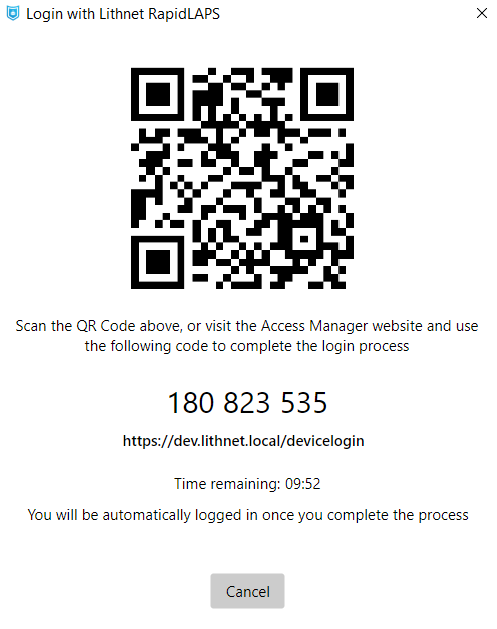 Login with Lithnet RapidLAPS
Scan the QR Code above, or visit the Access Manager website and use
the following code to complete the login process
180 823 535
https://dev.lithnet.local/devicelogin
Time remaining: 09:52
You will be automatically logged in once you complete the process
Cancel